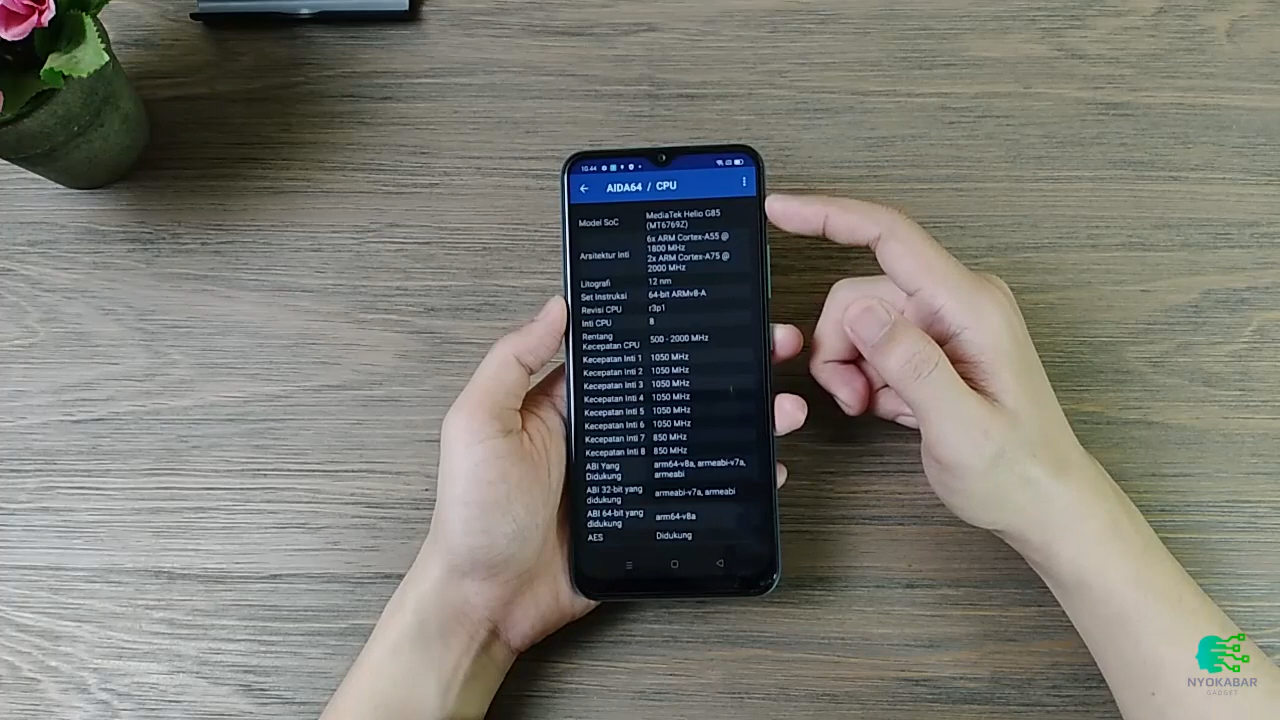 10.44
AIDA64 / CPU
Model SoC
MediaTek Helio G85
(MT6769Z)
Arsitektur Inti
6x ARM Cortex-A55 @
1800 MHz
2x ARM Cortex-A75 @
2000 MHz
Litografi 12 nm
Set Instruksi 64-bit ARMv8-A
Revisi CPU r3p1
Inti CPU 8
Rentang
Kecepatan CPU 500 - 2000 MHz
Kecepatan Inti 1 1050 MHz
Kecepatan Inti 2 1050 MHz
Kecepatan Inti 3 1050 MHz
Kecepatan Inti 4 1050 MHz
Kecepatan Inti 5 1050 MHz
Kecepatan Inti 6 1050 MHz
Kecepatan Inti 7 850 MHz
Kecepatan Inti 8 850 MHz
ABI Yang
Didukung
arm64-v8a, armeabi-v7a,
armeabi
ABI 32-bit yang
didukung
armeabi-v7a, armeabi
ABI 64-bit yang
didukung
arm64-v8a
AES Didukung
NYOKABAR
GADGET